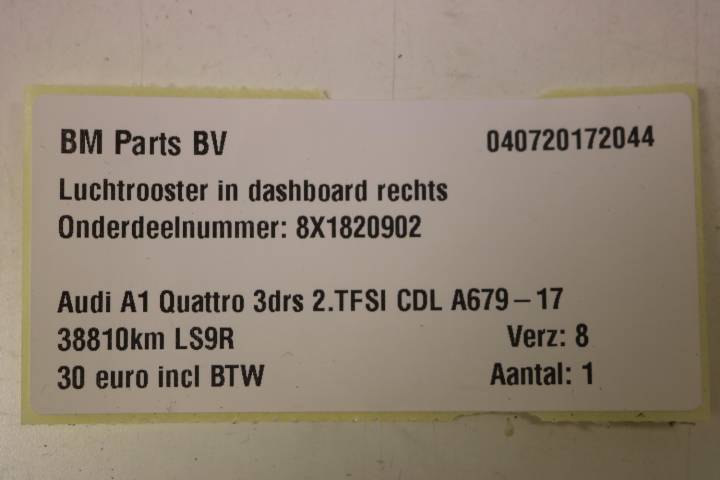 BM Parts BV 040720172044
Luchtrooster in dashboard rechts
Onderdeelnummer: 8X1820902
Audi A1 Quattro 3drs 2.TFSI CDL A679-17
38810km LS9R Verz: 8
30 euro incl BTW Aantal: 1